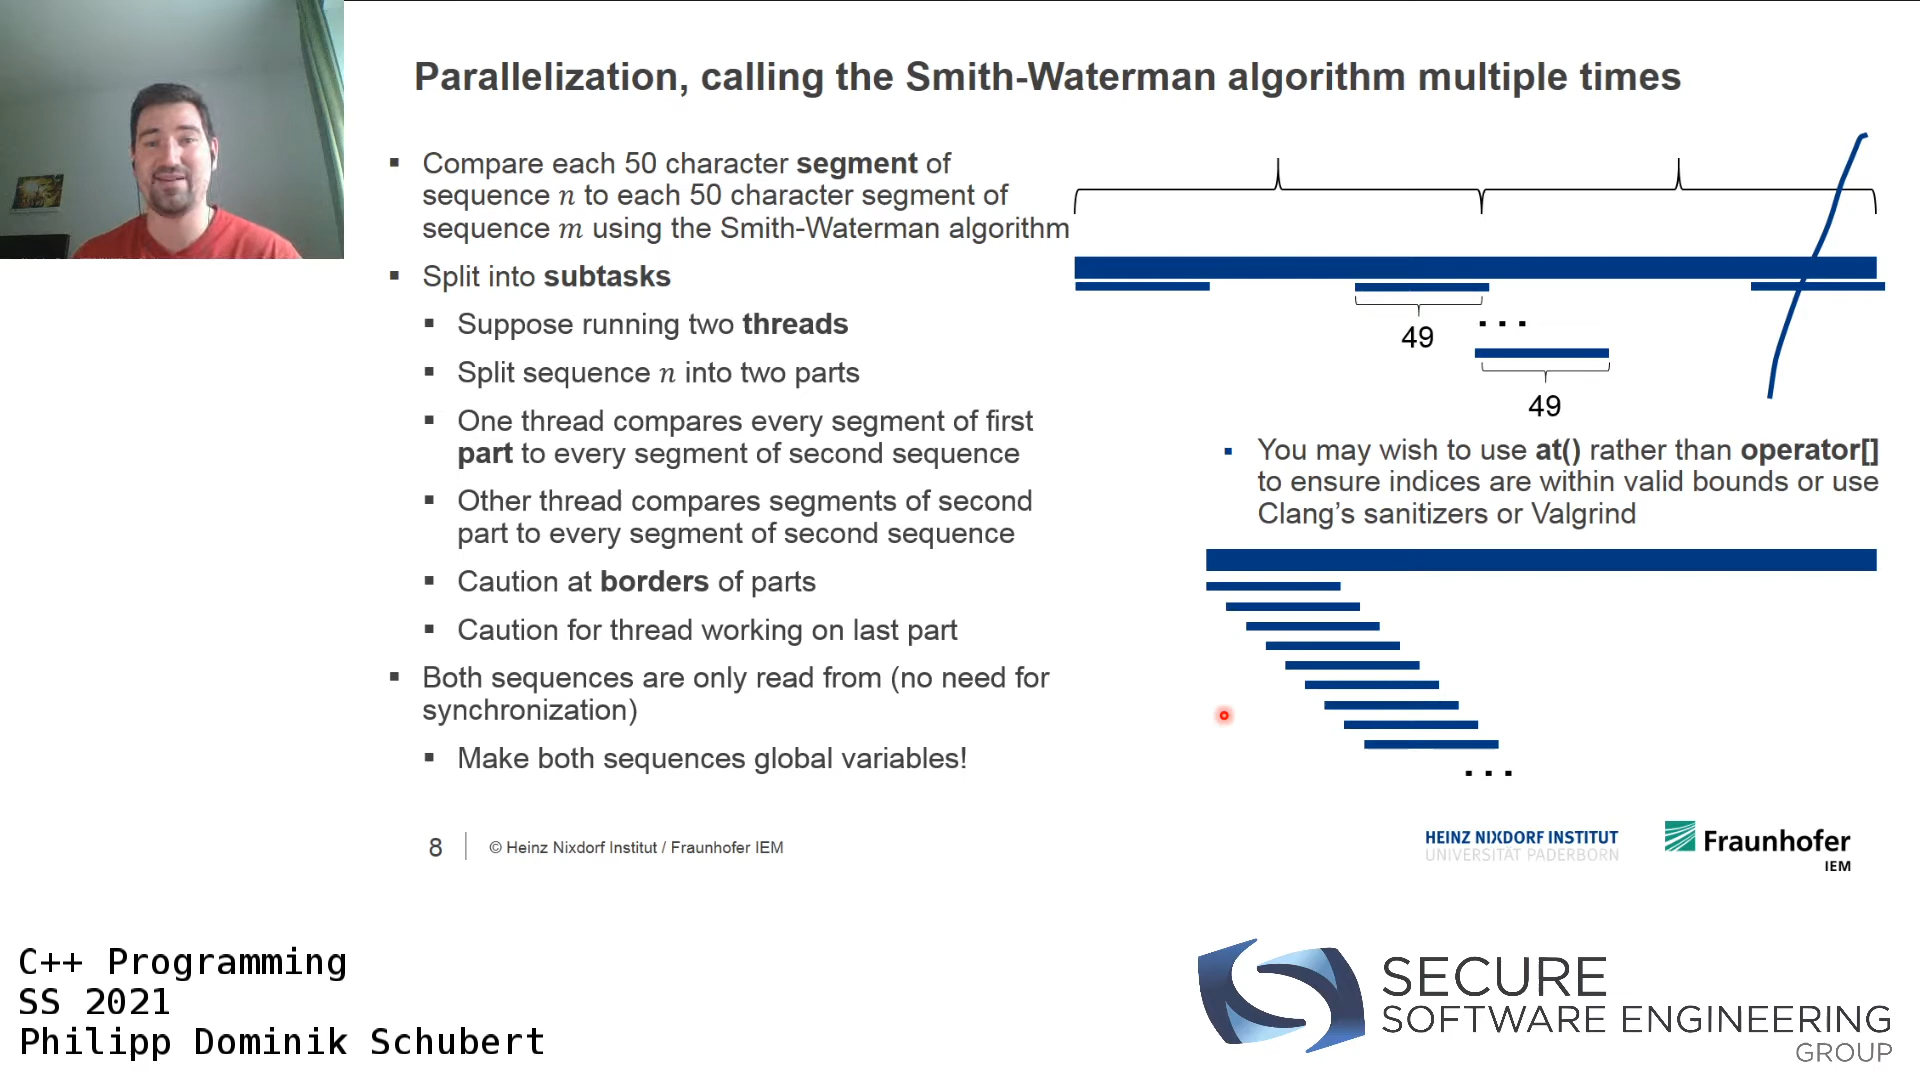 Parallelization, calling the Smith-Waterman algorithm multiple times
▪ Compare each 50 character segment of
sequence n to each 50 character segment of
sequence m using the Smith-Waterman algorithm
▪ Split into subtasks
▪ Suppose running two threads
▪ Split sequence n into two parts
▪ One thread compares every segment of first
part to every segment of second sequence
▪ Other thread compares segments of second
part to every segment of second sequence
▪ Caution at borders of parts
▪ Caution for thread working on last part
▪ Both sequences are only read from (no need for
synchronization)
▪ Make both sequences global variables!
49
...
49
▪ You may wish to use at() rather than operator[]
to ensure indices are within valid bounds or use
Clang's sanitizers or Valgrind
...
8
© Heinz Nixdorf Institut / Fraunhofer IEM
HEINZ NIXDORF INSTITUT
UNIVERSITÄT PADERBORN
Fraunhofer
IEM
C++ Programming
SS 2021
Philipp Dominik Schubert
SECURE
SOFTWARE ENGINEERING
GROUP